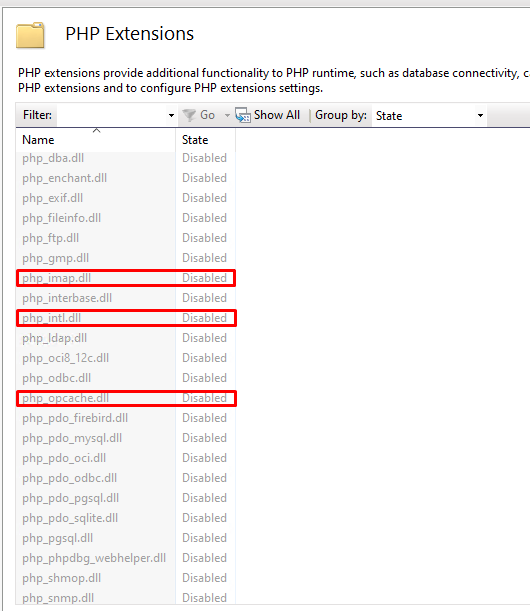 PHP Extensions
PHP extensions provide additional functionality to PHP runtime, such as database connectivity, c
PHP extensions and to configure PHP extensions settings.
Filter: Go Show All Group by: State
Name State
php_dba.dll Disabled
php_enchant.dll Disabled
php_exif.dll Disabled
php_fileinfo.dll Disabled
php_ftp.dll Disabled
php_gmp.dll Disabled
php_imap.dll Disabled
php_interbase.dll Disabled
php_intl.dll Disabled
php_ldap.dll Disabled
php_oci8_12c.dll Disabled
php_odbc.dll Disabled
php_opcache.dll Disabled
php_pdo_firebird.dll Disabled
php_pdo_mysql.dll Disabled
php_pdo_oci.dll Disabled
php_pdo_odbc.dll Disabled
php_pdo_pgsql.dll Disabled
php_pdo_sqlite.dll Disabled
php_pgsql.dll Disabled
php_phpdbg_webhelper.dll Disabled
php_shmop.dll Disabled
php_snmp.dll Disabled